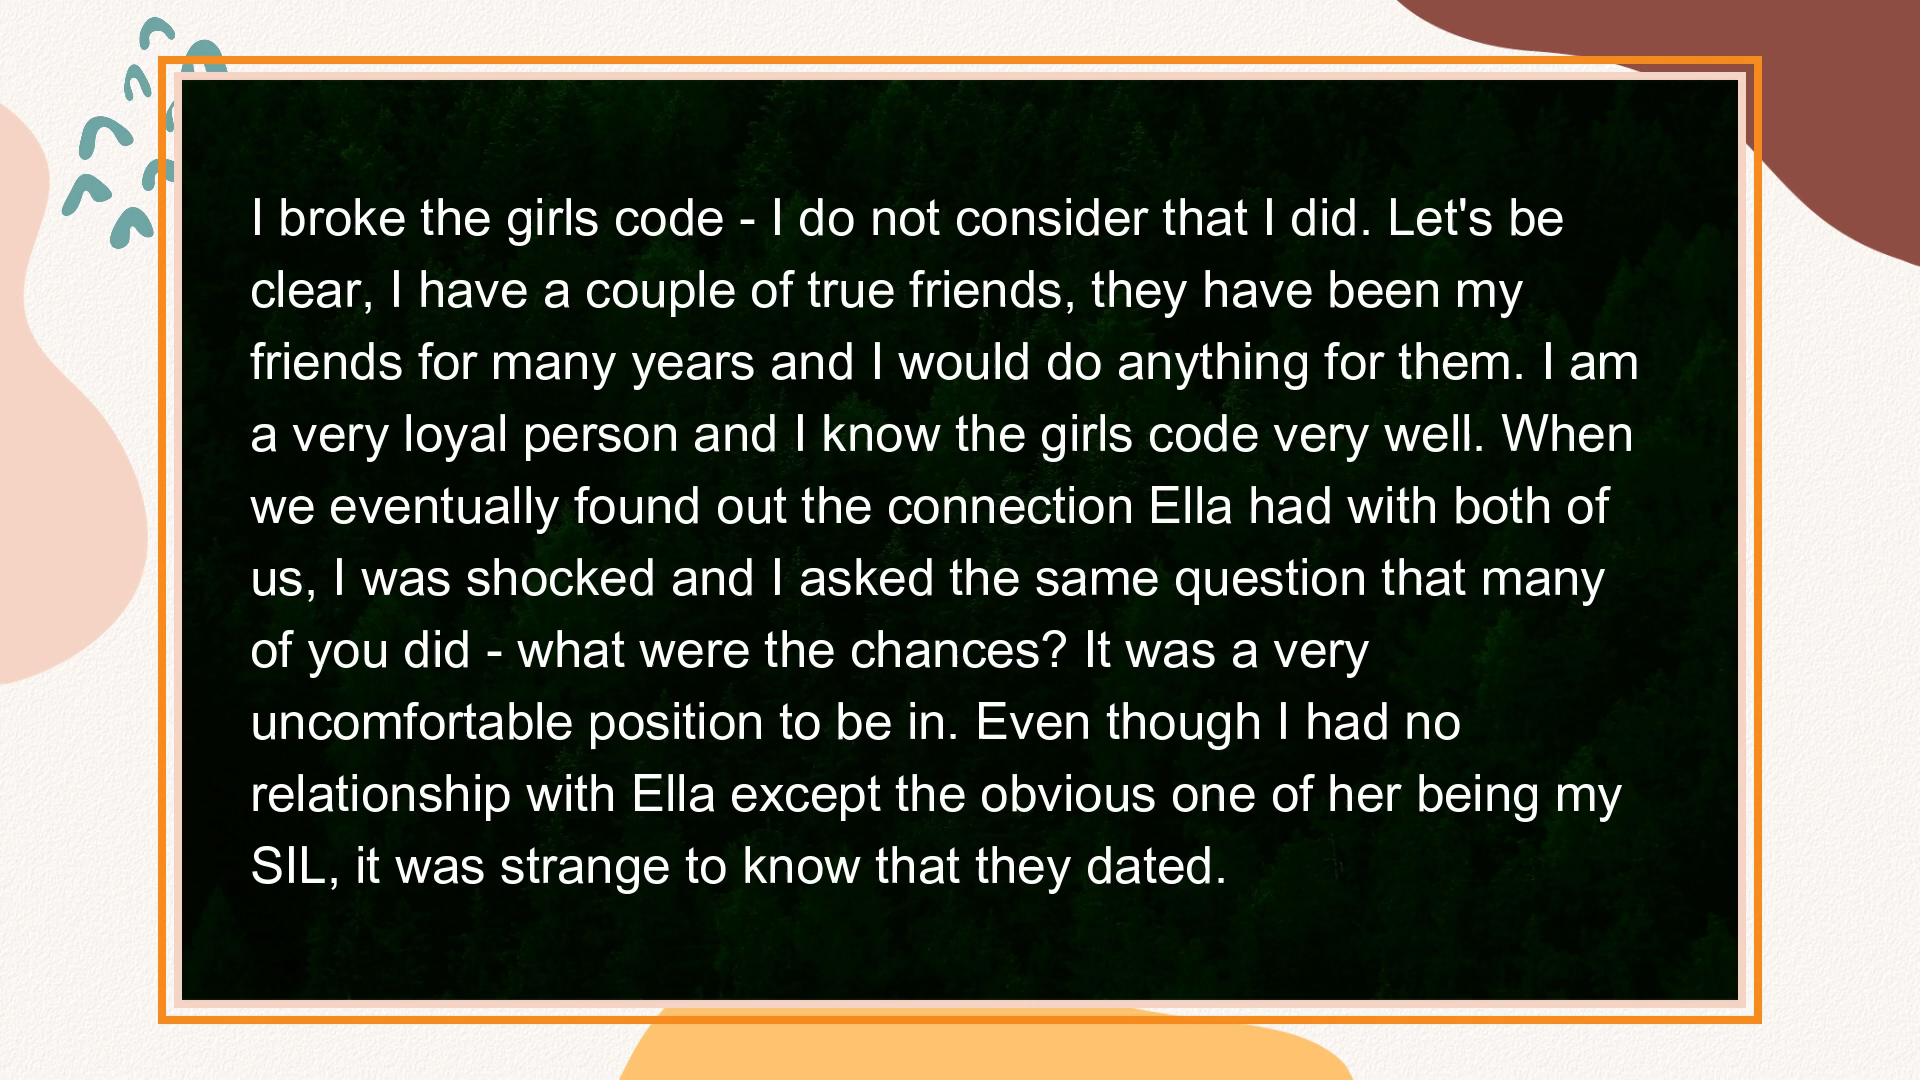 I broke the girls code - I do not consider that I did. Let's be
clear, I have a couple of true friends, they have been my
friends for many years and I would do anything for them. I am
a very loyal person and I know the girls code very well. When
we eventually found out the connection Ella had with both of
us, I was shocked and I asked the same question that many
of you did - what were the chances? It was a very
uncomfortable position to be in. Even though I had no
relationship with Ella except the obvious one of her being my
SIL, it was strange to know that they dated.